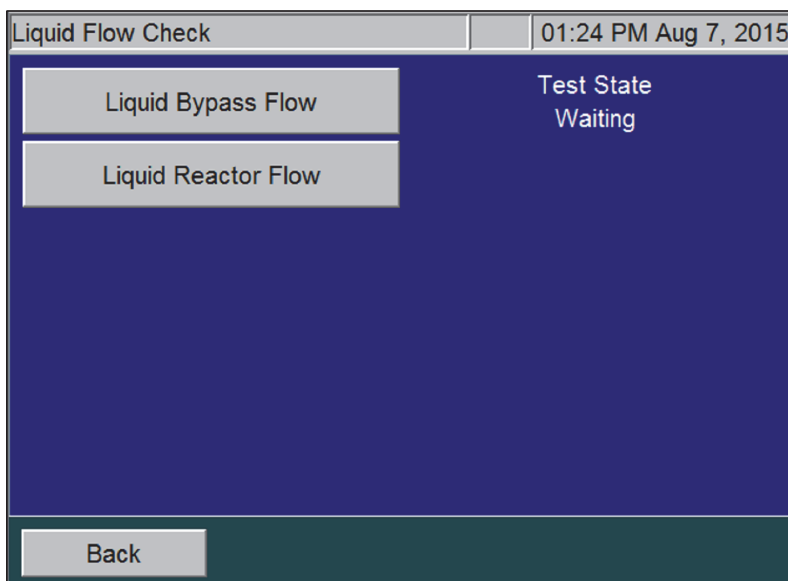 Liquid Flow Check
01:24 PM Aug 7, 2015
Liquid Bypass Flow
Test State
Waiting
Liquid Reactor Flow
Back